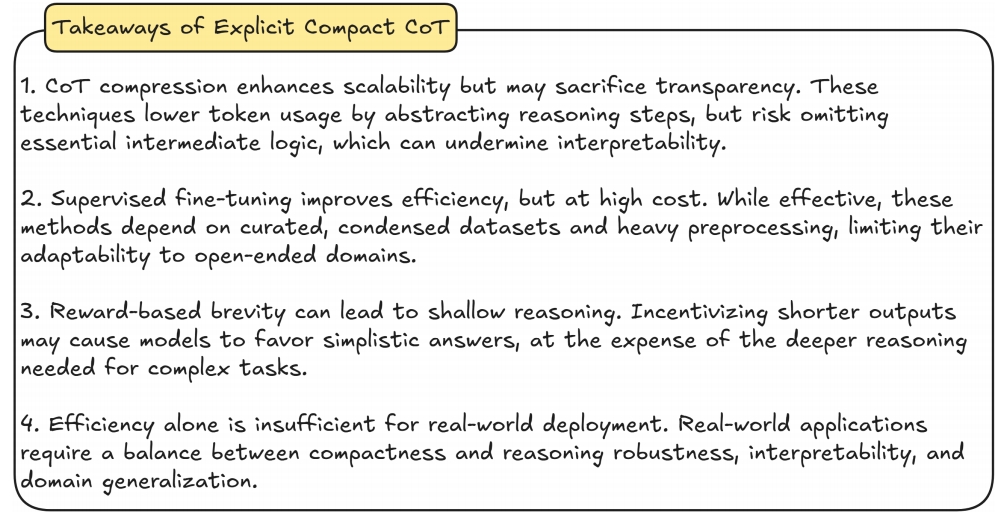 Takeaways of Explicit Compact CoT
1. CoT compression enhances scalability but may sacrifice transparency. These
techniques lower token usage by abstracting reasoning steps, but risk omitting
essential intermediate logic, which can undermine interpretability.
2. Supervised fine-tuning improves efficiency, but at high cost. While effective, these
methods depend on curated, condensed datasets and heavy preprocessing, limiting their
adaptability to open-ended domains.
3. Reward-based brevity can lead to shallow reasoning. Incentivizing shorter outputs
may cause models to favor simplistic answers, at the expense of the deeper reasoning
needed for complex tasks.
4. Efficiency alone is insufficient for real-world deployment. Real-world applications
require a balance between compactness and reasoning robustness, interpretability, and
domain generalization.